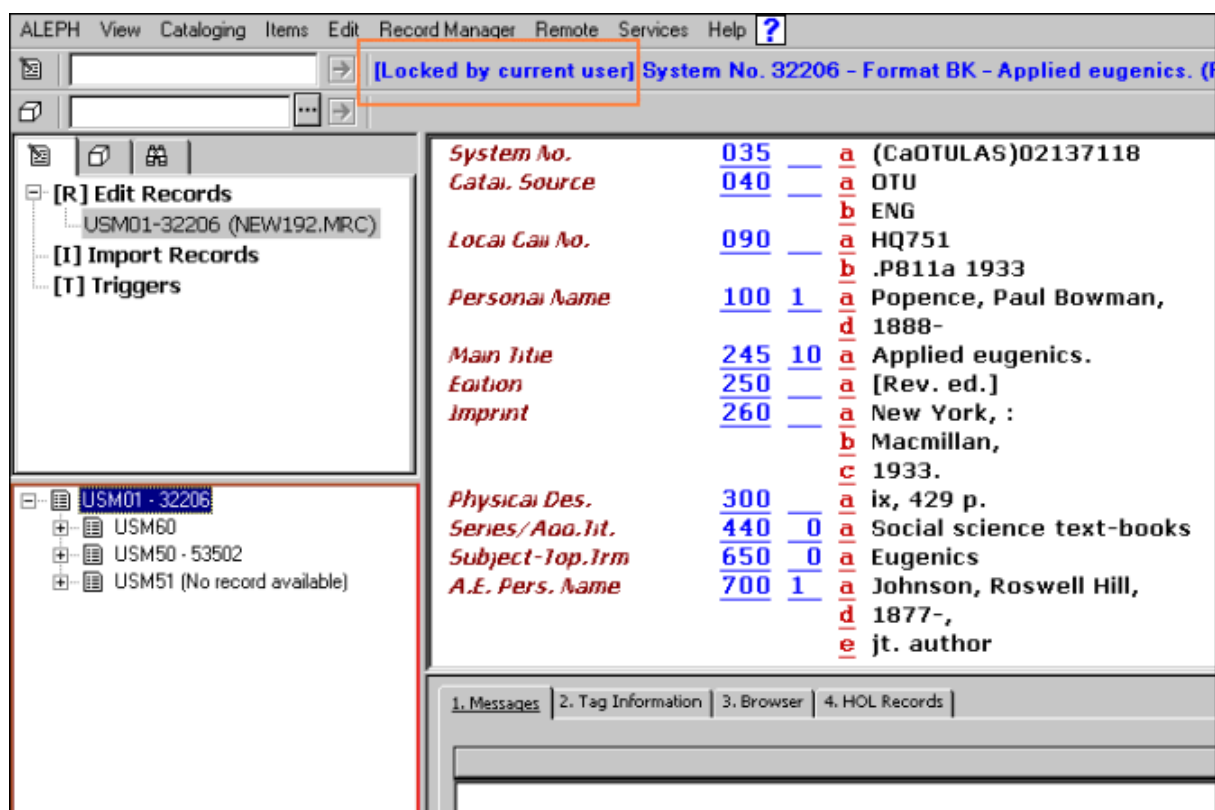 ALEPH View Cataloging Items Edit Record Manager Remote Services Help ?
[Locked by current user] System No. 32206 - Format BK - Applied eugenics. (
[R] Edit Records
USM01-32206 (NEW192.MRC)
[I] Import Records
[T] Triggers
USM01 - 32206
USM60
USM50 - 53502
USM51 (No record available)
System No. 035 a (CaOTULAS)02137118
Catal. Source 040 a OTU
b ENG
Local Call No. 090 a HQ751
b .P811a 1933
Personal Name 100 1 a Popence, Paul Bowman,
d 1888-
Main Title 245 10 a Applied eugenics.
Edition 250 a [Rev. ed.]
Imprint 260 a New York, :
b Macmillan,
c 1933.
Physical Des. 300 a ix, 429 p.
Series/Add.Tit. 440 0 a Social science text-books
Subject-Top.Trm 650 0 a Eugenics
A.E. Pers. Name 700 1 a Johnson, Roswell Hill,
d 1877-,
e jt. author
1. Messages 2. Tag Information 3. Browser 4. HOL Records